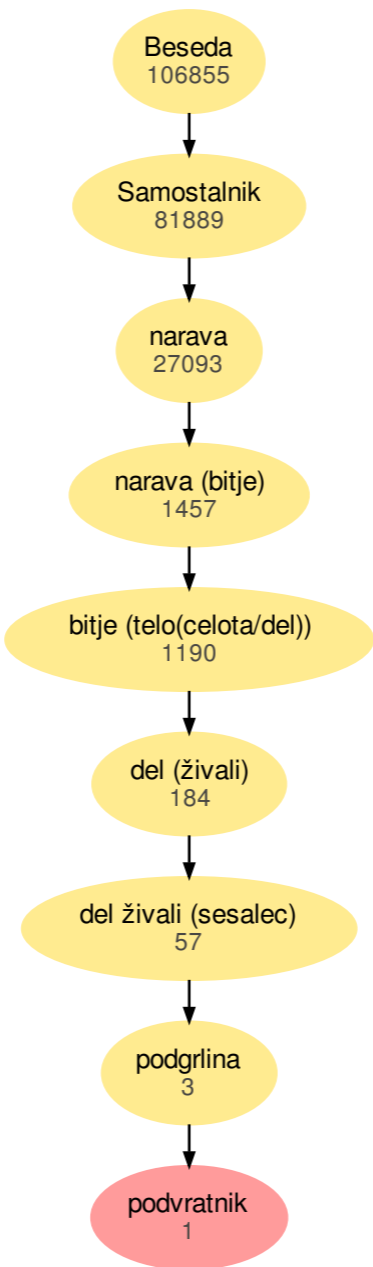 Beseda
106855
Samostalnik
81889
narava
27093
narava (bitje)
1457
bitje (telo(celota/del))
1190
del (živali)
184
del živali (sesalec)
57
podgrlina
3
podvratnik
1